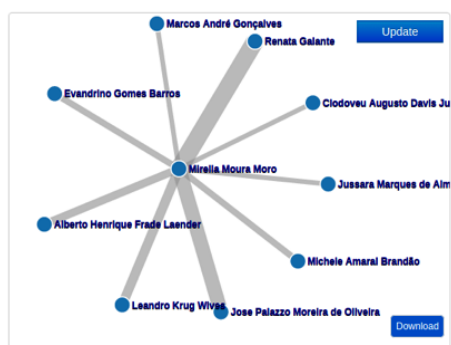 Marcos André Gonçalves
Update
Renata Galante
Evandrino Gomes Barros
Clodoveu Augusto Davis Ju
Mirella Moura Moro
Jussara Marques de Alm
Alberto Henrique Frade Laender
Michele Amaral Brandão
Leandro Krug Wives
Jose Palazzo Moreira de Oliveira
Download